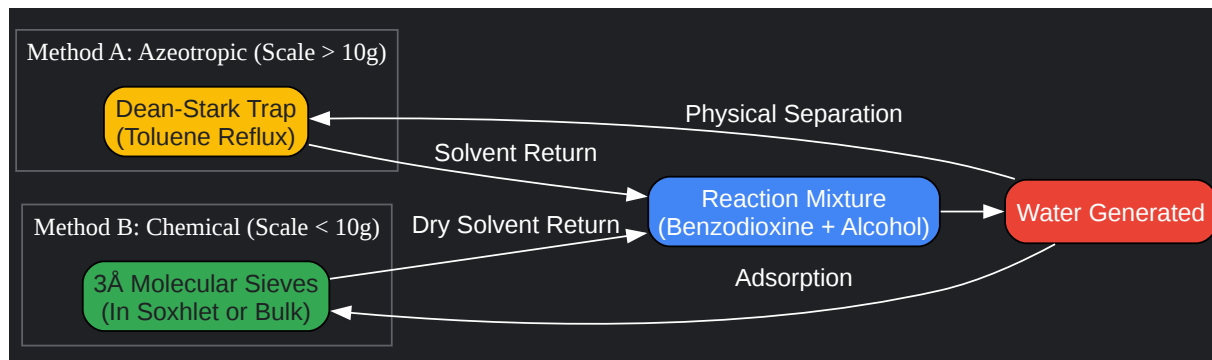 Method A: Azeotropic (Scale > 10g)
Dean-Stark Trap
(Toluene Reflux)
Physical Separation
Solvent Return
Reaction Mixture
(Benzodioxine + Alcohol)
Water Generated
Method B: Chemical (Scale < 10g)
Dry Solvent Return
3Å Molecular Sieves
(In Soxhlet or Bulk)
Adsorption